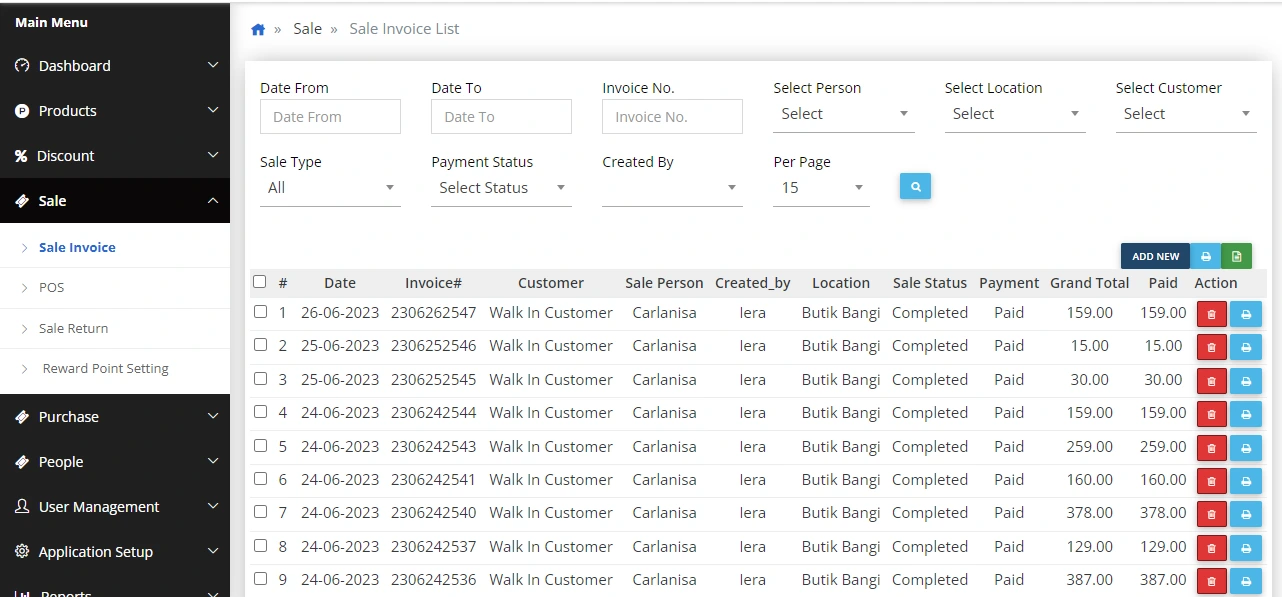 Main Menu
Dashboard
Products
Discount
Sale
Sale Invoice
POS
Sale Return
Reward Point Setting
Purchase
People
User Management
Application Setup
Reports
» Sale » Sale Invoice List
Date From Date To Invoice No. Select Person Select Location Select Customer
Date From Date To Invoice No. Select Select Select
Sale Type Payment Status Created By Per Page
All Select Status 15
ADD NEW
# Date Invoice# Customer Sale Person Created_by Location Sale Status Payment Grand Total Paid Action
1 26-06-2023 2306262547 Walk In Customer Carlanisa Iera Butik Bangi Completed Paid 159.00 159.00
2 25-06-2023 2306252546 Walk In Customer Carlanisa Iera Butik Bangi Completed Paid 15.00 15.00
3 25-06-2023 2306252545 Walk In Customer Carlanisa Iera Butik Bangi Completed Paid 30.00 30.00
4 24-06-2023 2306242544 Walk In Customer Carlanisa Iera Butik Bangi Completed Paid 159.00 159.00
5 24-06-2023 2306242543 Walk In Customer Carlanisa Iera Butik Bangi Completed Paid 259.00 259.00
6 24-06-2023 2306242541 Walk In Customer Carlanisa Iera Butik Bangi Completed Paid 160.00 160.00
7 24-06-2023 2306242540 Walk In Customer Carlanisa Iera Butik Bangi Completed Paid 378.00 378.00
8 24-06-2023 2306242537 Walk In Customer Carlanisa Iera Butik Bangi Completed Paid 129.00 129.00
9 24-06-2023 2306242536 Walk In Customer Carlanisa Iera Butik Bangi Completed Paid 387.00 387.00